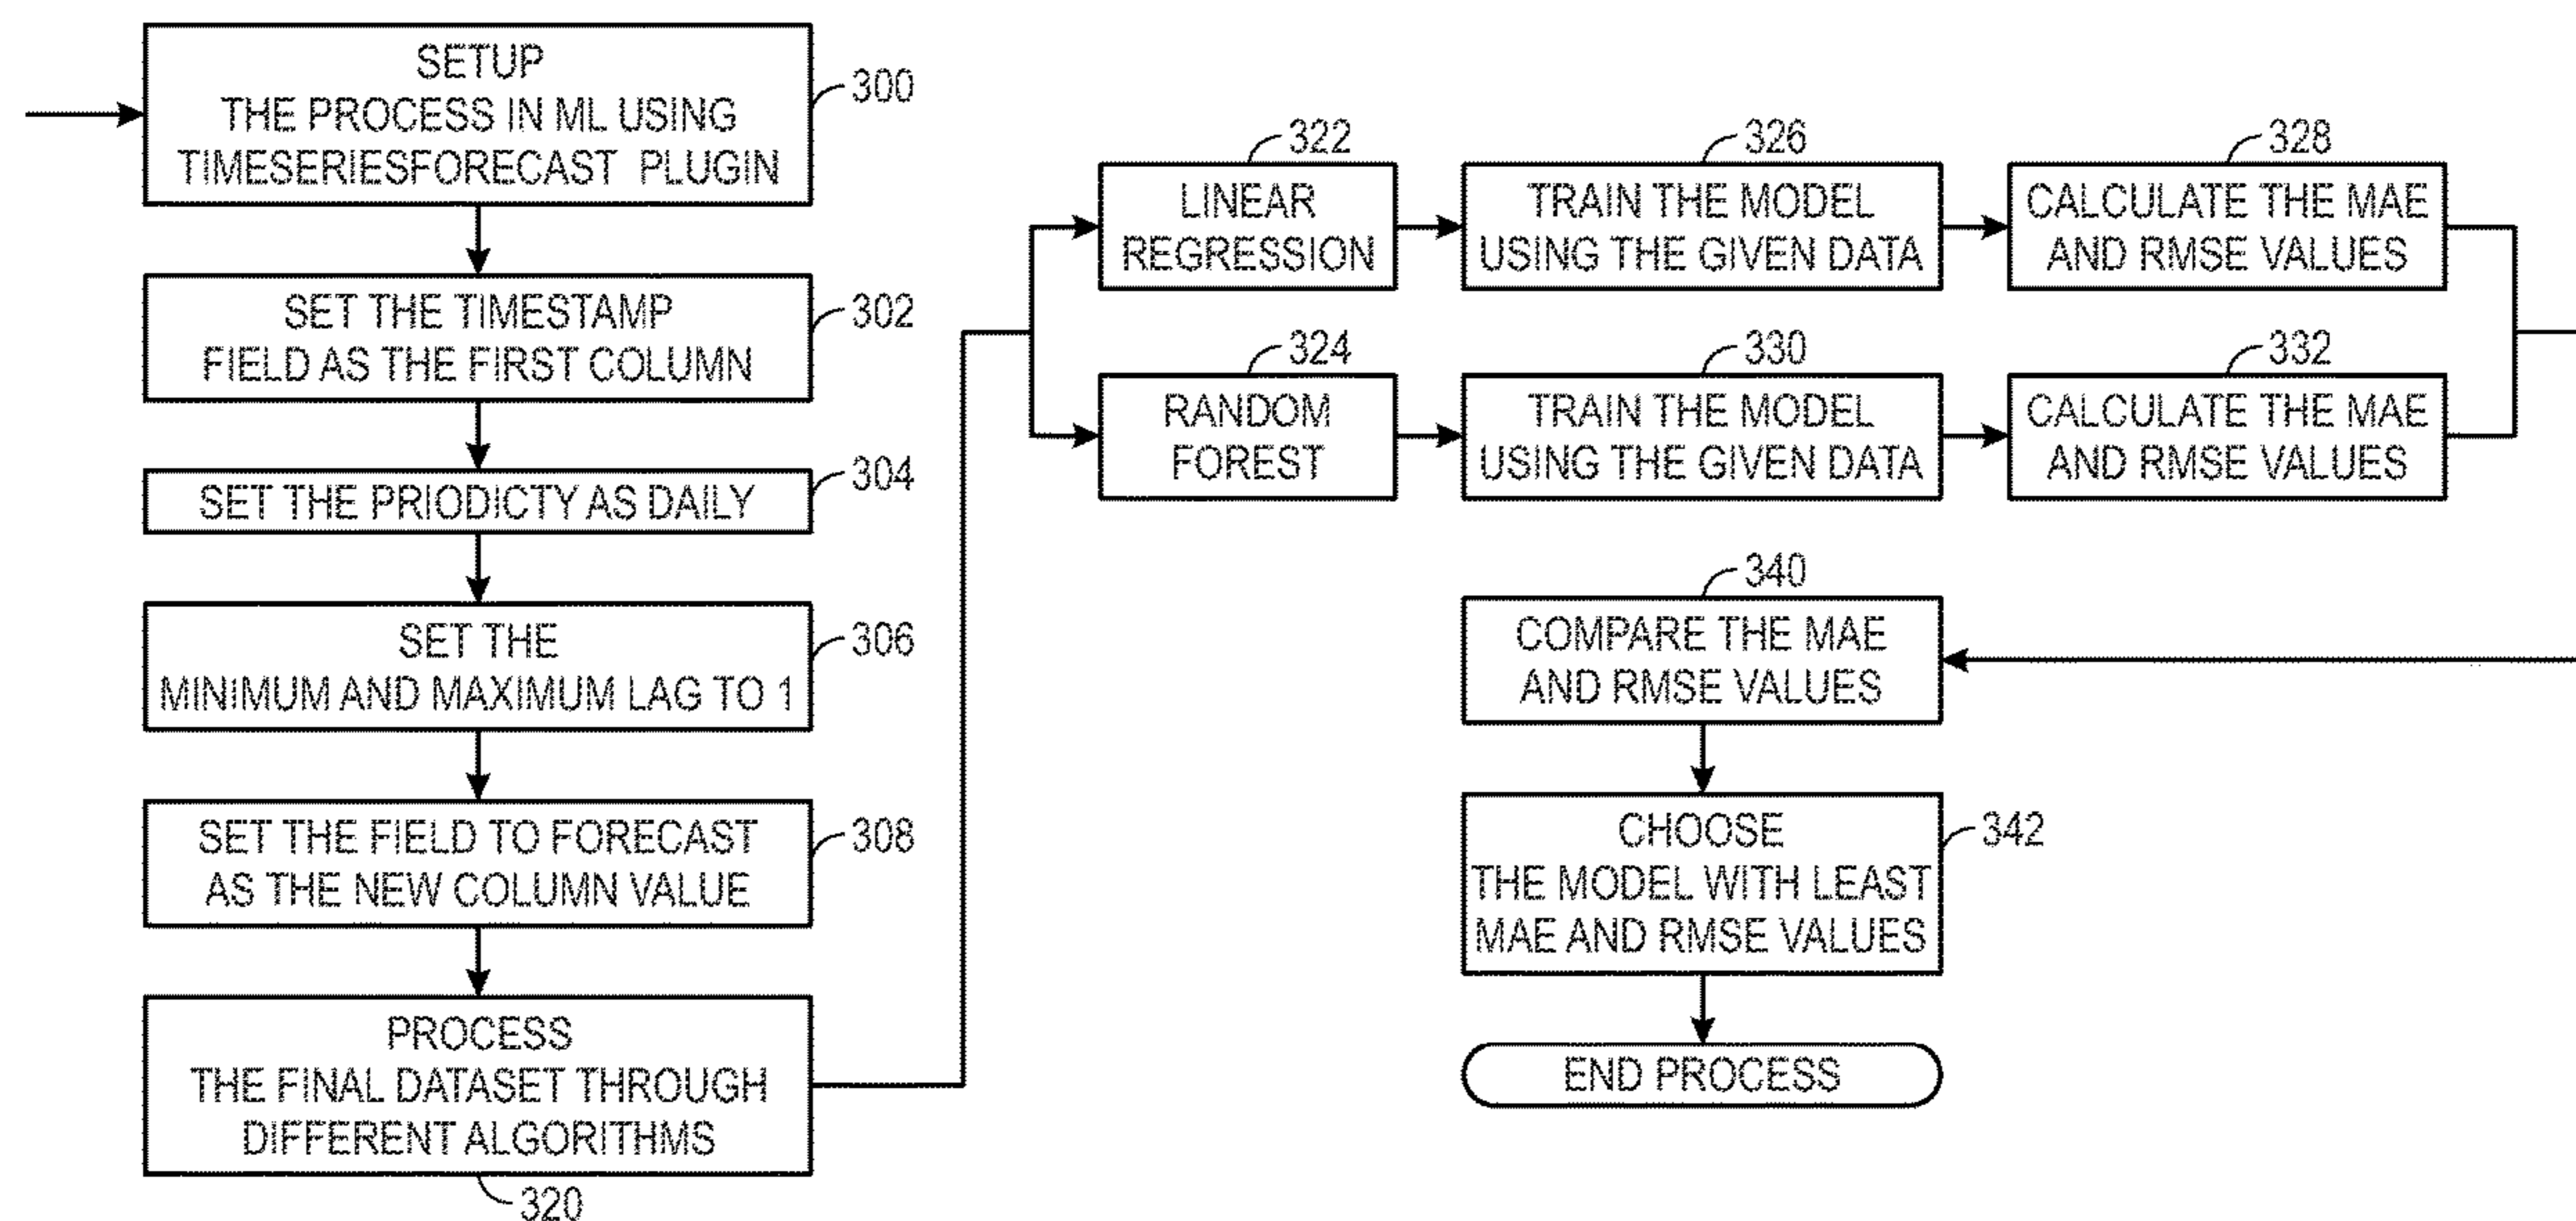 SETUP
THE PROCESS IN ML USING
TIMESERIESFORECAST PLUGIN
300
SET THE TIMESTAMP
FIELD AS THE FIRST COLUMN
302
SET THE PRIODICTY AS DAILY
304
SET THE
MINIMUM AND MAXIMUM LAG TO 1
306
SET THE FIELD TO FORECAST
AS THE NEW COLUMN VALUE
308
PROCESS
THE FINAL DATASET THROUGH
DIFFERENT ALGORITHMS
320
322
LINEAR
REGRESSION
326
TRAIN THE MODEL
USING THE GIVEN DATA
328
CALCULATE THE MAE
AND RMSE VALUES
324
RANDOM
FOREST
330
TRAIN THE MODEL
USING THE GIVEN DATA
332
CALCULATE THE MAE
AND RMSE VALUES
340
COMPARE THE MAE
AND RMSE VALUES
CHOOSE
THE MODEL WITH LEAST
MAE AND RMSE VALUES
342
END PROCESS